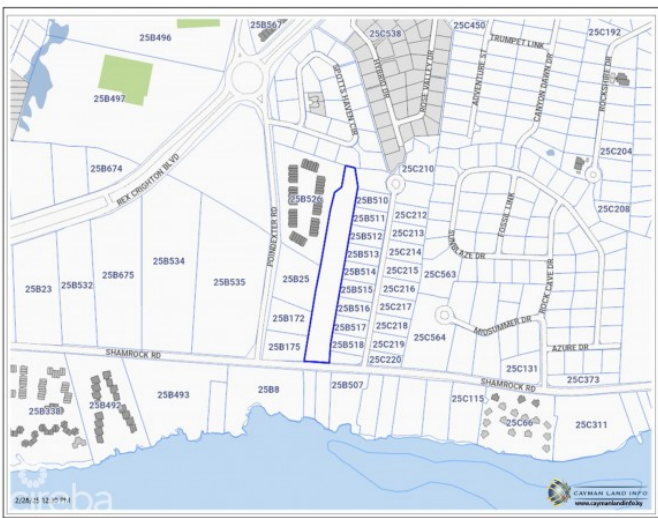 25B567
25C450
25C192
25B496
25C538
TRUMPET LINK
HYBRID DR
ROSE VALLEY DR
ADVENTURE ST
CANYON DAWN DR
ROCKSHIRE DR
SPOTTS HAVEN CIR
25B497
25C204
25B674
REX CRIGHTON BLVD
25C210
25B526
25B510
25C208
25B511
25C212
FOSSIL LINK
POINDEXTER RD
25B512
25C213
SUNBLAZE DR
25B534
25B513
25C214
25B675
25B535
25B25
25B514
25C215
25C563
ROCK CAVE DR
25B23
25B532
25B515
25C216
25B516
25C217
25B172
25B517
25C218
MIDSUMMER DR
25B175
25B518
25C219
25C564
AZURE DR
SHAMROCK RD
25C220
25C131
25C373
SHAMROCK RD
25B338
25B492
25B493
25B8
25B507
25C115
25C66
25C311
cireba
CAYMAN LAND INFO
www.caymanlandinfo.ky